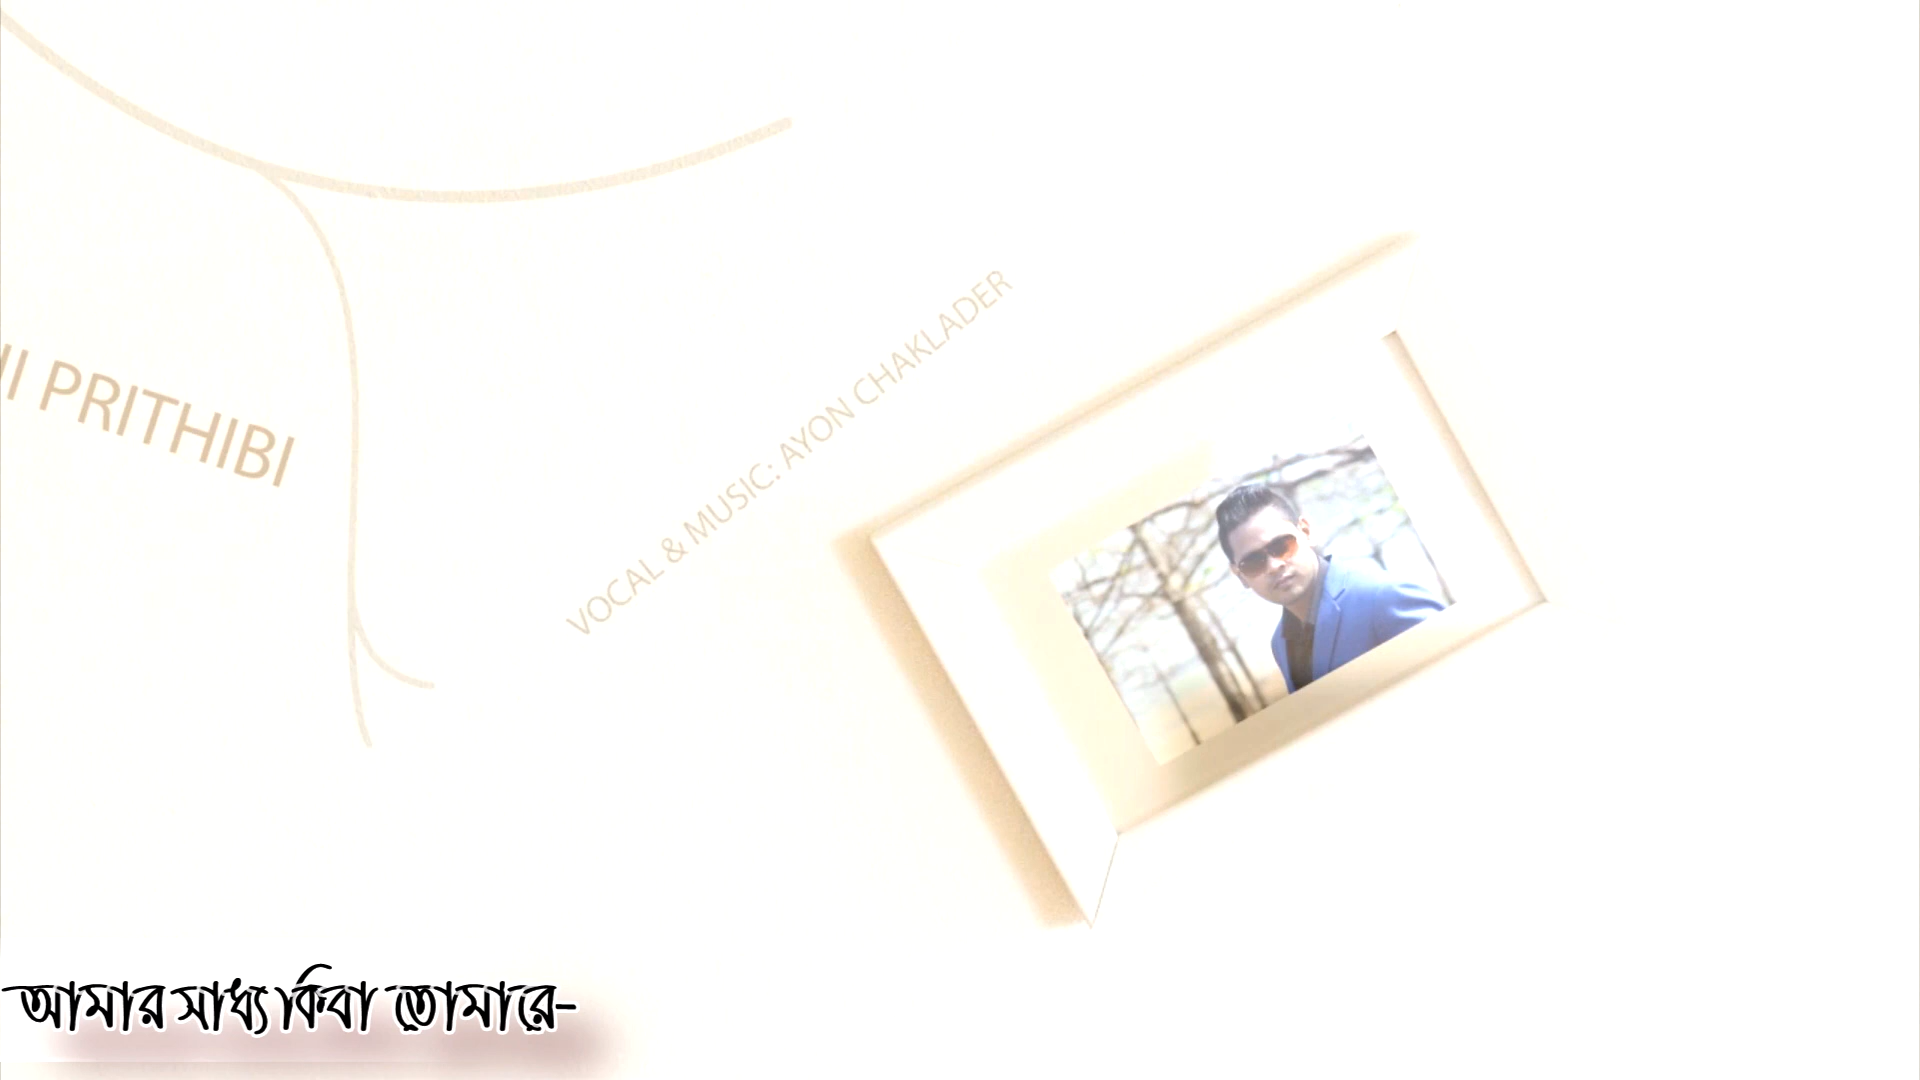 PRITHIBI
VOCAL & MUSIC: AYON CHAKLADER
আমার সাধ্য কিবা তোমারে-